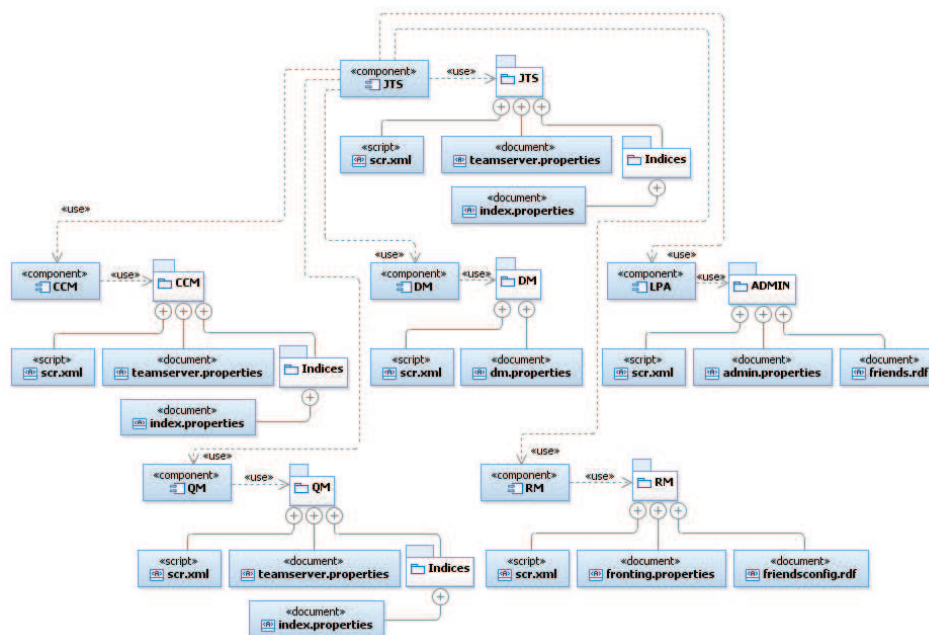 «component»
JTS
«use»
JTS
«script»
scr.xml
«document»
teamserver.properties
Indices
«document»
index.properties
«use»
«component»
CCM
«use»
CCM
«script»
scr.xml
«document»
teamserver.properties
Indices
«document»
index.properties
«use»
«component»
DM
«use»
DM
«script»
scr.xml
«document»
dm.properties
«use»
«component»
LPA
«use»
ADMIN
«script»
scr.xml
«document»
admin.properties
«document»
friends.rdf
«use»
«component»
QM
«use»
QM
«script»
scr.xml
«document»
teamserver.properties
Indices
«document»
index.properties
«use»
«component»
RM
«use»
RM
«script»
scr.xml
«document»
fronting.properties
«document»
friendsconfig.rdf